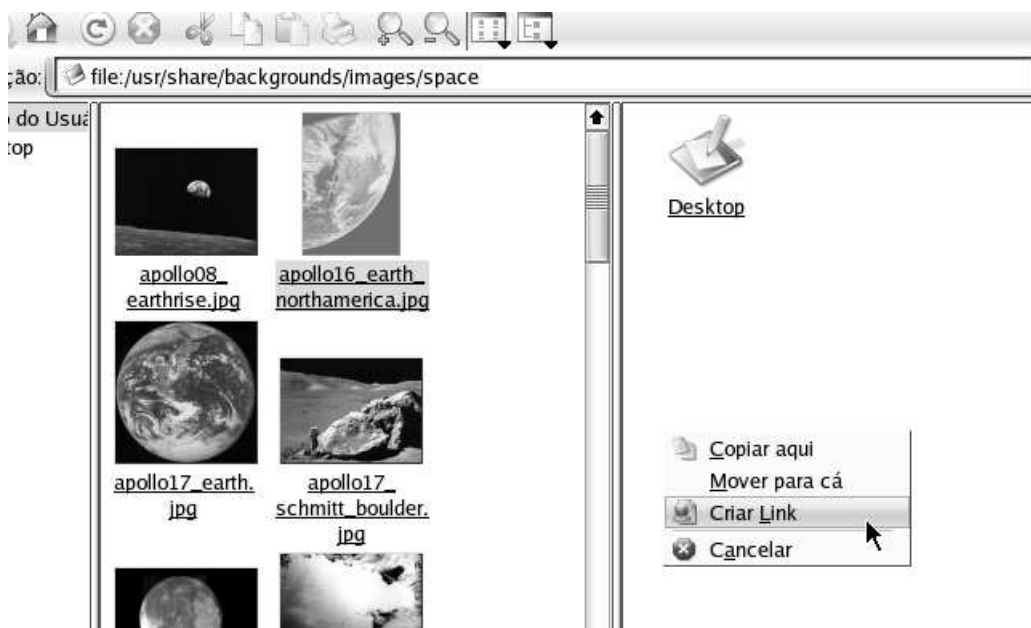 ção:
file:/usr/share/backgrounds/images/space
do Usuá
top
apollo08_
earthrise.jpg
apollo16_earth_
northamerica.jpg
apollo17_earth.
jpg
apollo17_
schmitt_boulder.
jpg
Desktop
Copiar aqui
Mover para cá
Criar Link
Cancelar